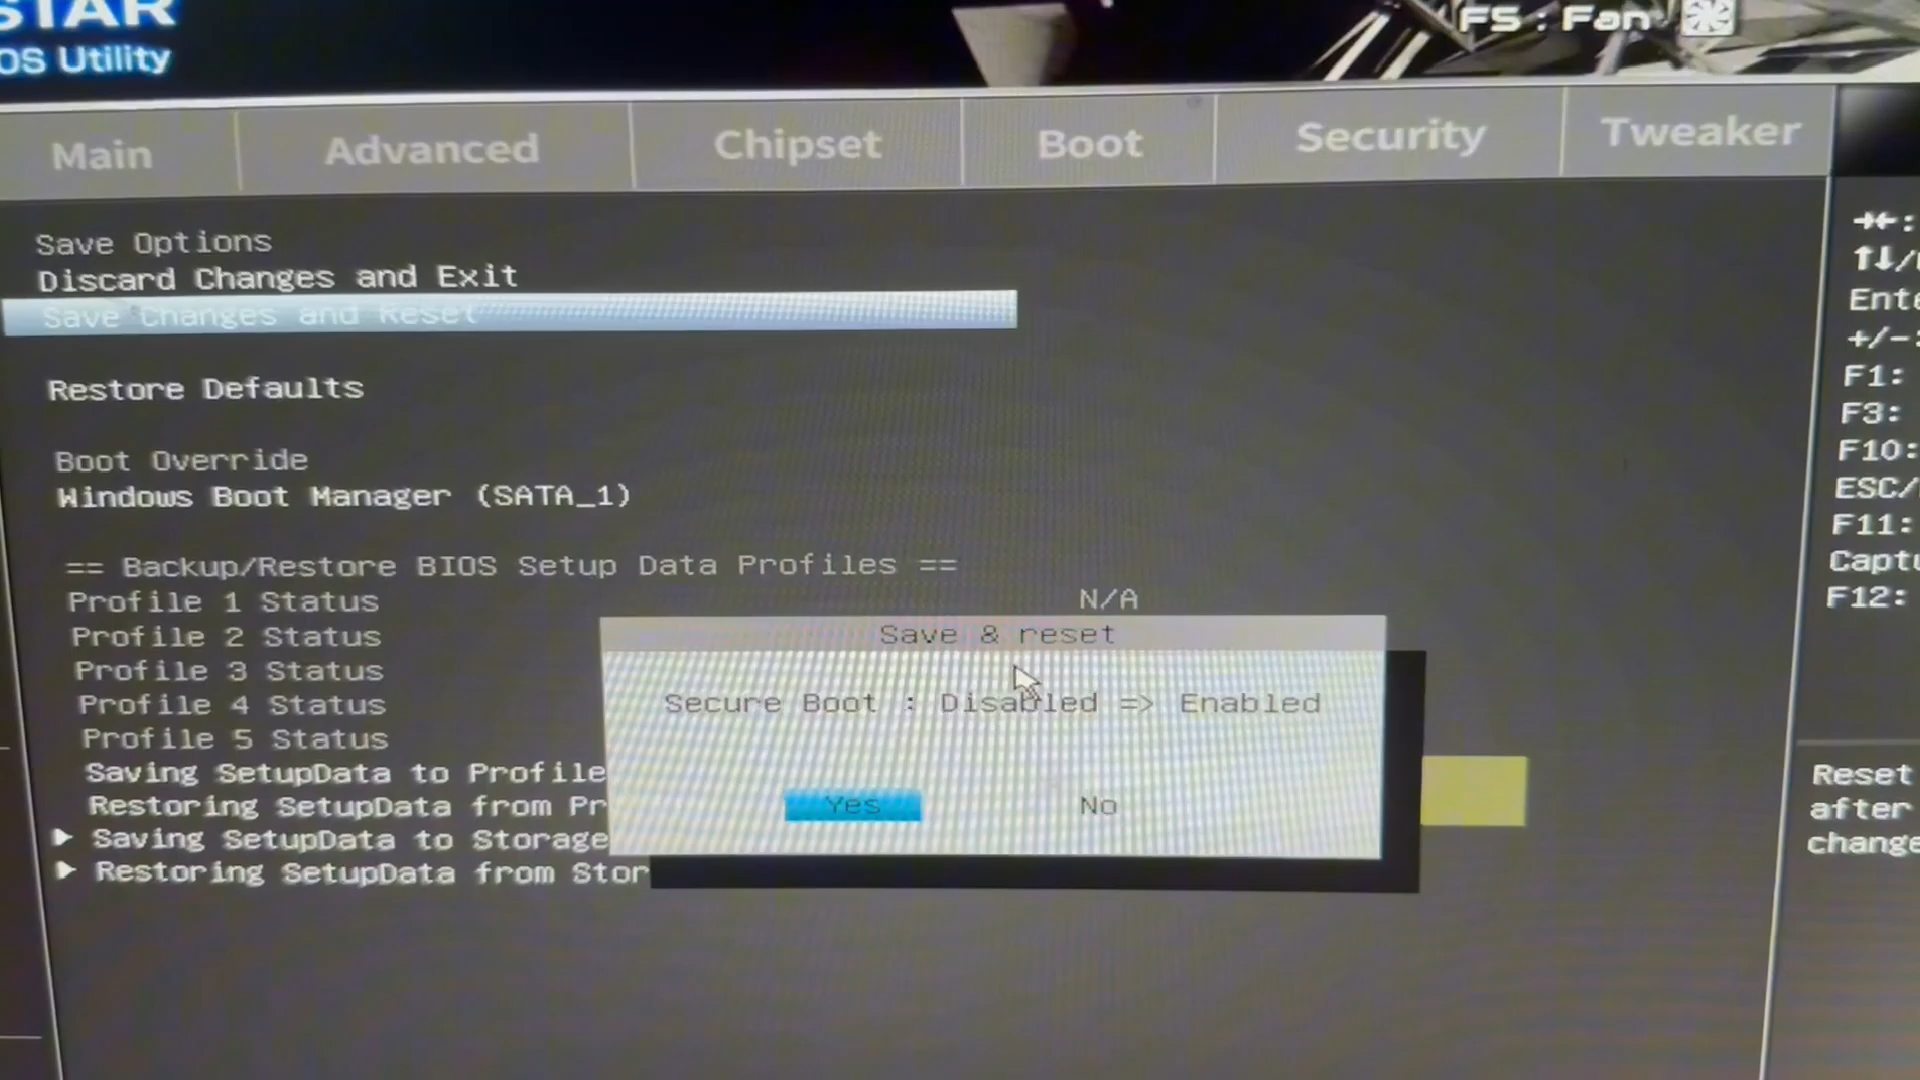 STAR
OS Utility
F5 : Fan
Main Advanced Chipset Boot Security Tweaker
Save Options
Discard Changes and Exit
Save Changes and Reset
Restore Defaults
Boot Override
Windows Boot Manager (SATA_1)
== Backup/Restore BIOS Setup Data Profiles ==
Profile 1 Status N/A
Profile 2 Status
Profile 3 Status
Profile 4 Status
Profile 5 Status
Saving SetupData to Profile
Restoring SetupData from Pr
Saving SetupData to Storage
Restoring SetupData from Stor
Save & reset
Secure Boot : Disabled => Enabled
Yes No
→←:
↑↓/
Ente
+/-:
F1:
F3:
F10:
ESC/
F11:
Captu
F12:
Reset
after
change